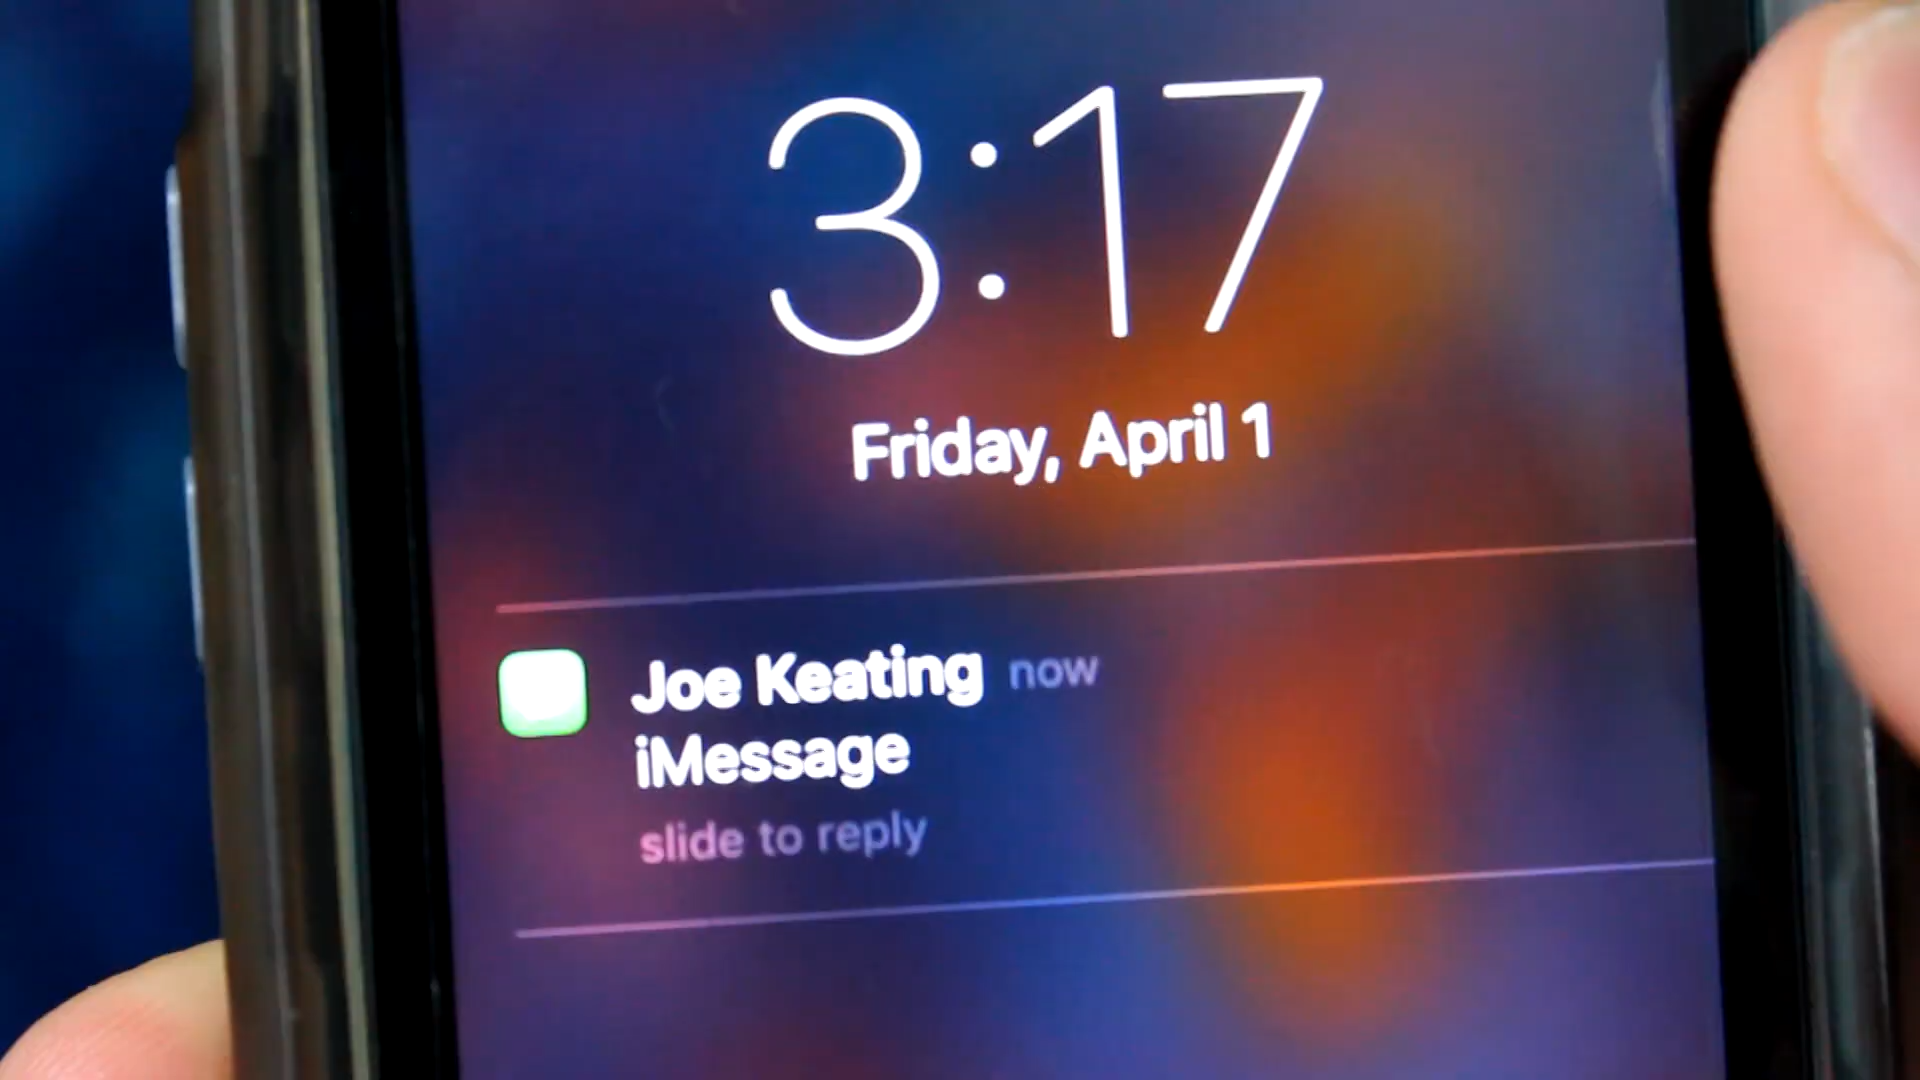 3:17
Friday, April 1
Joe Keating now
iMessage
slide to reply